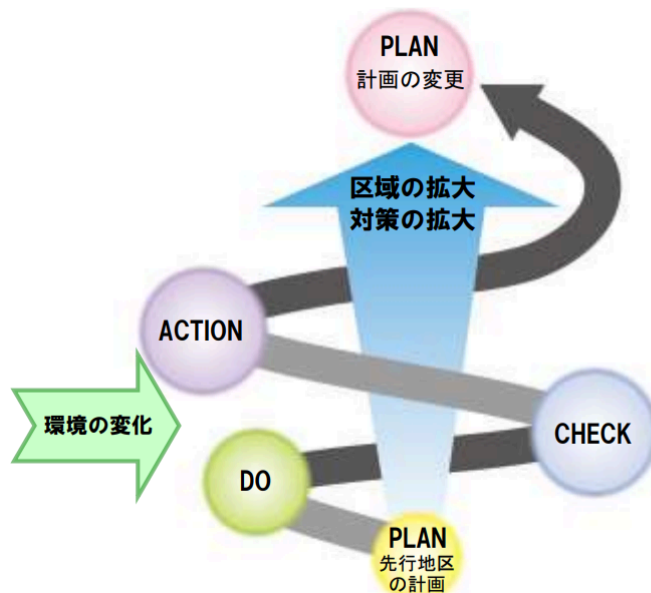 PLAN
計画の変更
区域の拡大
対策の拡大
ACTION
環境の変化
CHECK
DO
PLAN
先行地区
の計画